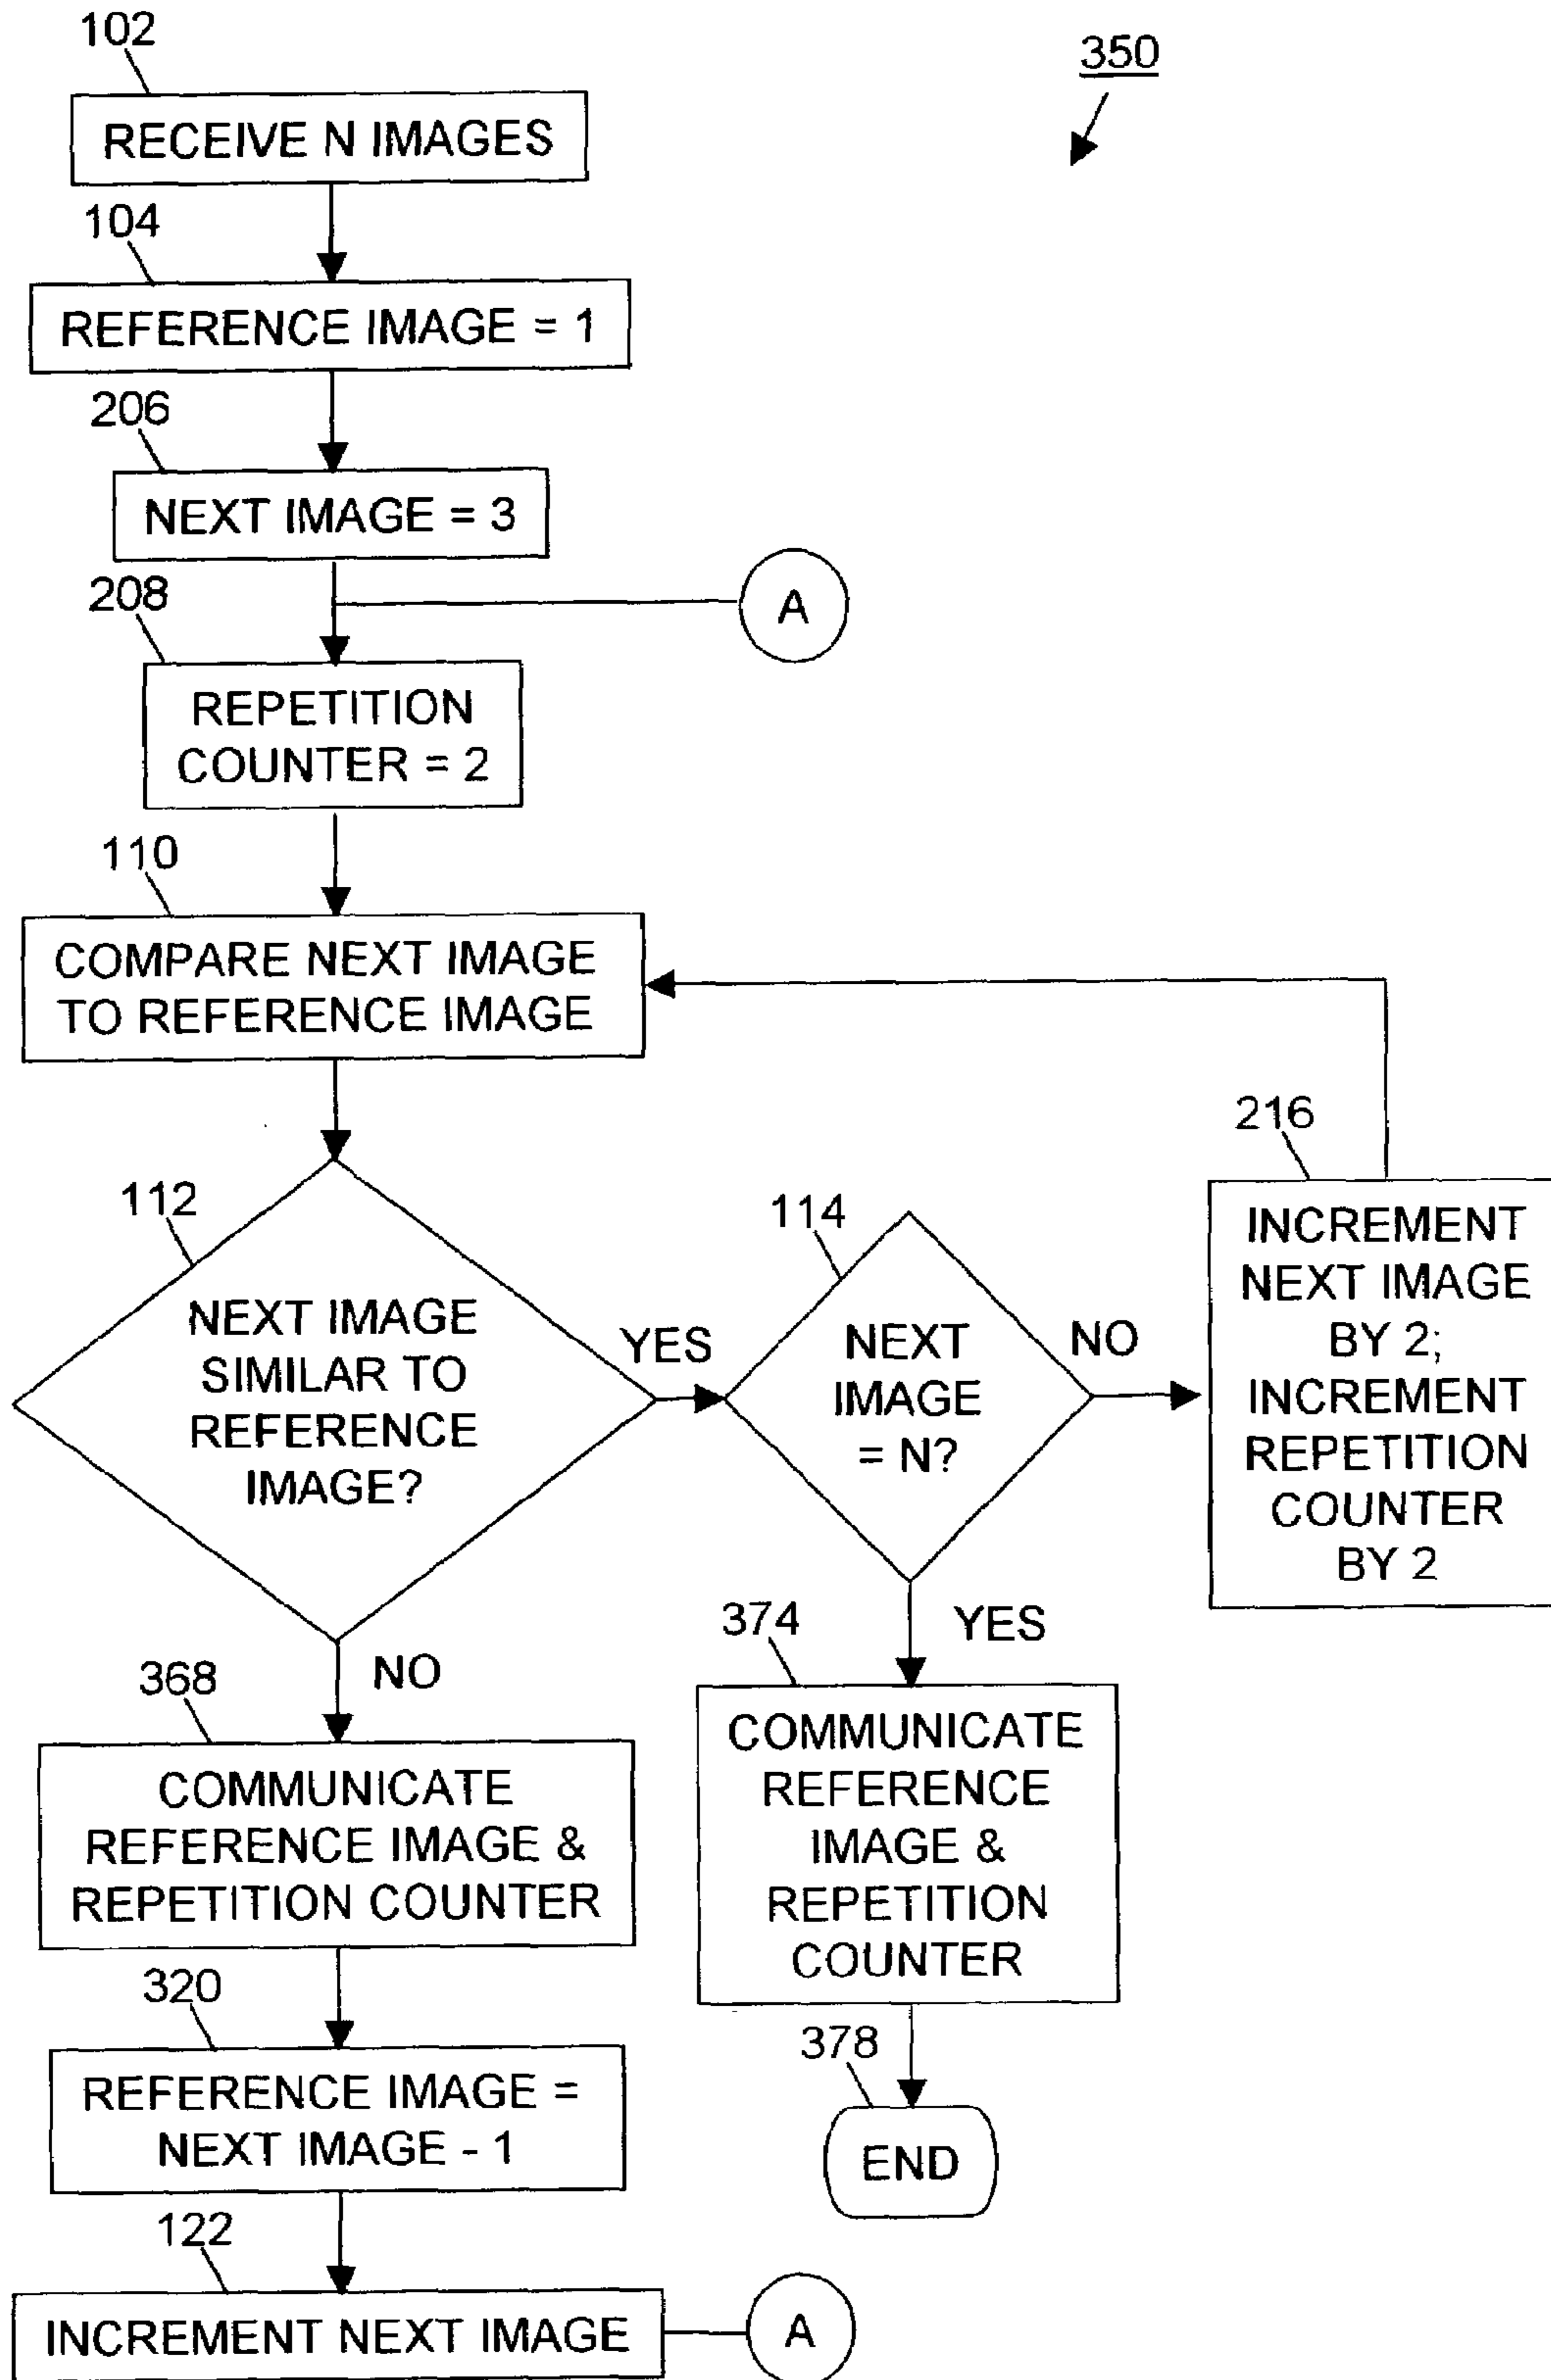 102
350
RECEIVE N IMAGES
104
REFERENCE IMAGE = 1
206
NEXT IMAGE = 3
208
A
REPETITION
COUNTER = 2
110
COMPARE NEXT IMAGE
TO REFERENCE IMAGE
216
INCREMENT
NEXT IMAGE
BY 2;
INCREMENT
REPETITION
COUNTER
BY 2
112
NEXT IMAGE
SIMILAR TO
REFERENCE
IMAGE?
YES
114
NEXT
IMAGE
= N?
NO
YES
NO
374
COMMUNICATE
REFERENCE
IMAGE &
REPETITION
COUNTER
368
COMMUNICATE
REFERENCE IMAGE &
REPETITION COUNTER
320
REFERENCE IMAGE =
NEXT IMAGE - 1
378
END
122
INCREMENT NEXT IMAGE
A